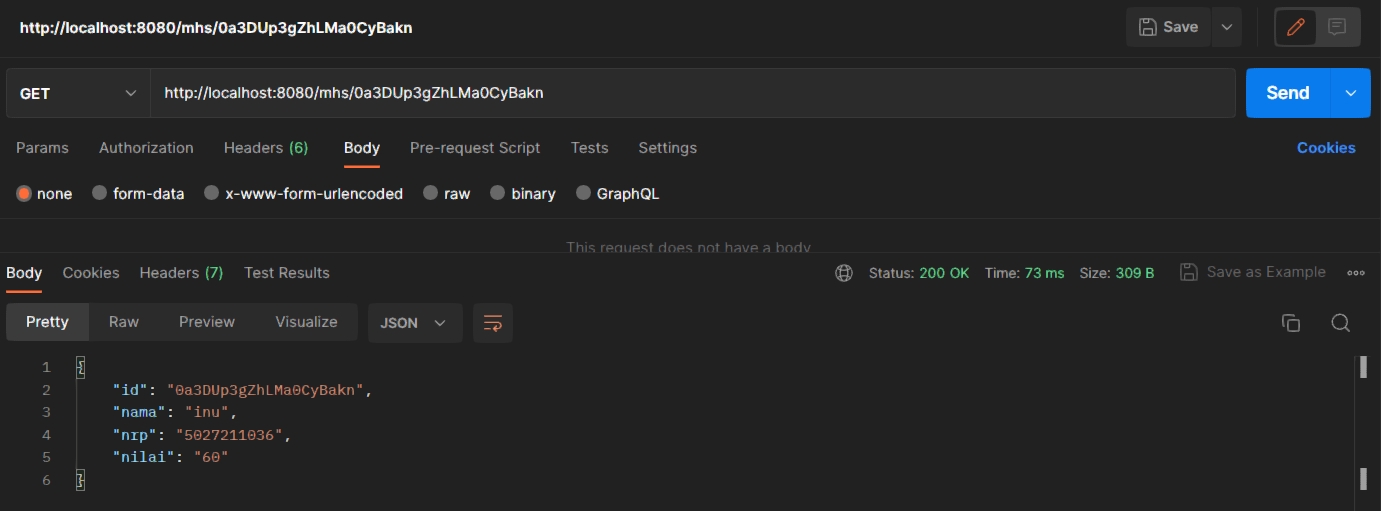 http://localhost:8080/mhs/0a3DUp3gZhLMa0CyBakn
Save
GET http://localhost:8080/mhs/0a3DUp3gZhLMa0CyBakn Send
Params Authorization Headers (6) Body Pre-request Script Tests Settings Cookies
none form-data x-www-form-urlencoded raw binary GraphQL
This request does not have a body
Body Cookies Headers (7) Test Results Status: 200 OK Time: 73 ms Size: 309 B Save as Example
Pretty Raw Preview Visualize JSON
1 {
2 "id": "0a3DUp3gZhLMa0CyBakn",
3 "nama": "inu",
4 "nrp": "5027211036",
5 "nilai": "60"
6 }